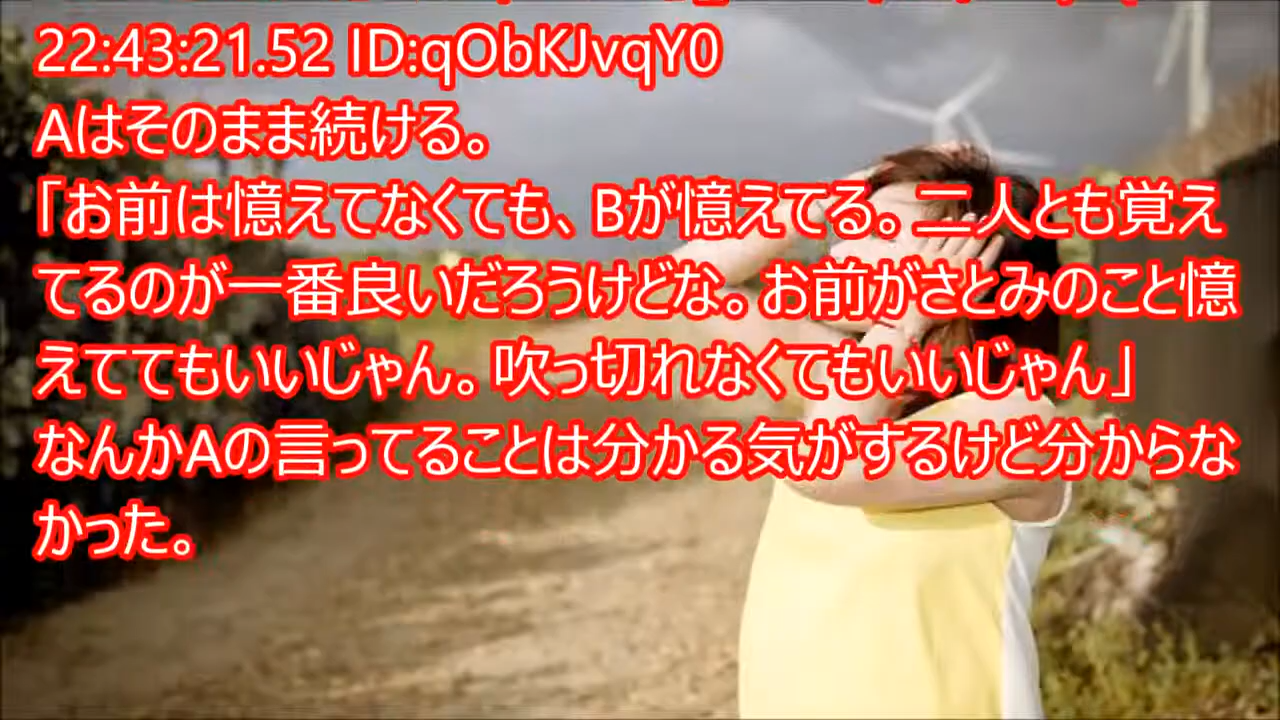 22:43:21.52 ID:qObKJvqY0
Aはそのまま続ける。
「お前は憶えてなくても、Bが憶えてる。二人とも覚え
てるのが一番良いだろうけどな。お前がさとみのこと憶
えててもいいじゃん。吹っ切れなくてもいいじゃん」
なんかAの言ってることは分かる気がするけど分からな
かった。